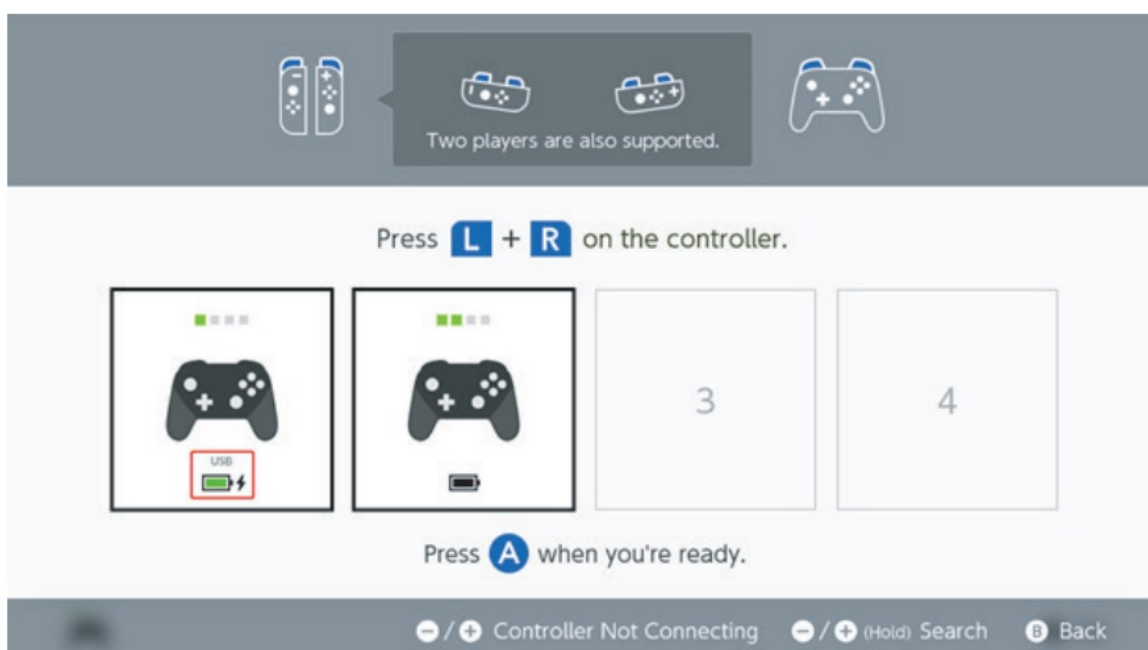 Two players are also supported.
Press L + R on the controller.
3
4
USB
Press A when you're ready.
-/+ Controller Not Connecting -/+ (Hold) Search B Back